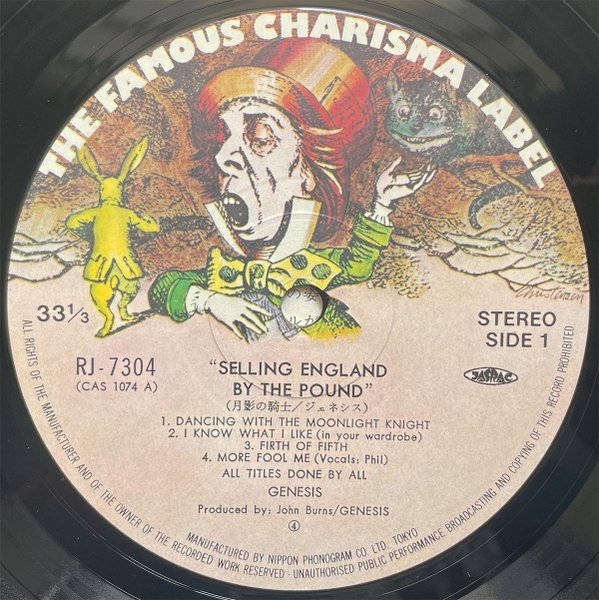 THE FAMOUS CHARISMA LABEL
Christensen
33⅓
STEREO
SIDE 1
RJ-7304
(CAS 1074 A)
JASRAC
"SELLING ENGLAND
BY THE POUND"
(月影の騎士/ジェネシス)
1. DANCING WITH THE MOONLIGHT KNIGHT
2. I KNOW WHAT I LIKE (in your wardrobe)
3. FIRTH OF FIFTH
4. MORE FOOL ME (Vocals: Phil)
ALL TITLES DONE BY ALL
GENESIS
Produced by: John Burns/GENESIS
④
MANUFACTURED BY NIPPON PHONOGRAM CO. LTD. TOKYO
ALL RIGHTS OF THE MANUFACTURER AND OF THE OWNER OF THE RECORDED WORK RESERVED - UNAUTHORISED PUBLIC PERFORMANCE BROADCASTING AND COPYING OF THIS RECORD PROHIBITED